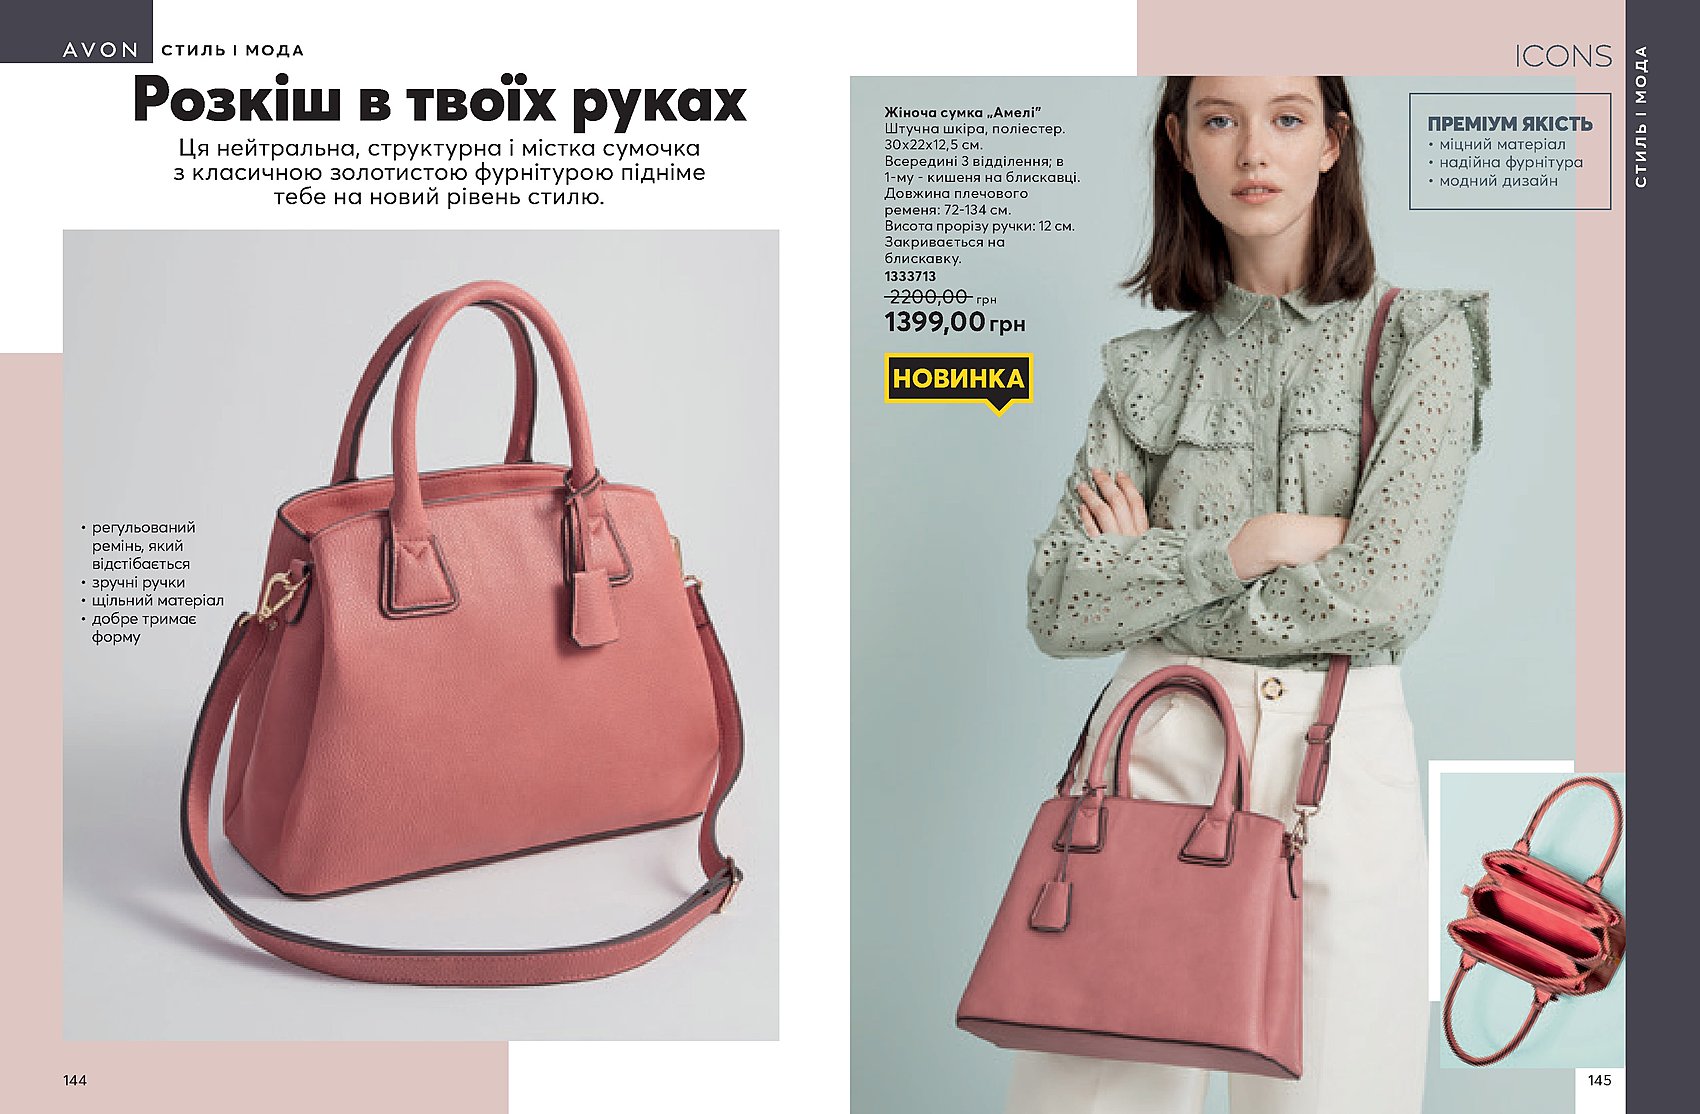 AVON СТИЛЬ І МОДА
Розкіш в твоїх руках
Ця нейтральна, структурна і містка сумочка
з класичною золотистою фурнітурою підніме
тебе на новий рівень стилю.
• регульований
ремінь, який
відстібається
• зручні ручки
• щільний матеріал
• добре тримає
форму
144
Жіноча сумка „Амелі”
Штучна шкіра, поліестер.
30х22х12,5 см.
Всередині 3 відділення; в
1-му - кишеня на блискавці.
Довжина плечового
ременя: 72-134 см.
Висота прорізу ручки: 12 см.
Закривається на
блискавку.
1333713
2200,00 грн
1399,00 грн
НОВИНКА
ICONS
ПРЕМІУМ ЯКІСТЬ
• міцний матеріал
• надійна фурнітура
• модний дизайн
СТИЛЬ І МОДА
145